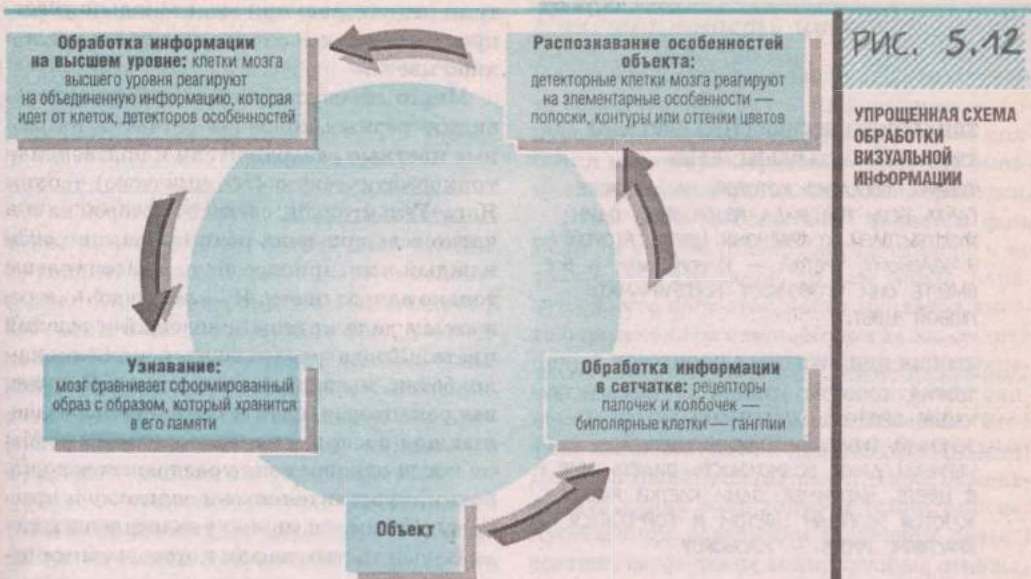 Обработка информации
на высшем уровне: клетки мозга
высшего уровня реагируют
на объединенную информацию, которая
идет от клеток, детекторов особенностей
Распознавание особенностей
объекта:
детекторные клетки мозга реагируют
на элементарные особенности —
полоски, контуры или оттенки цветов
Узнавание:
мозг сравнивает сформированный
образ с образом, который хранится
в его памяти
Обработка информации
в сетчатке: рецепторы
палочек и колбочек —
биполярные клетки — ганглии
Объект
РИС. 5.12
УПРОЩЕННАЯ СХЕМА
ОБРАБОТКИ
ВИЗУАЛЬНОЙ
ИНФОРМАЦИИ